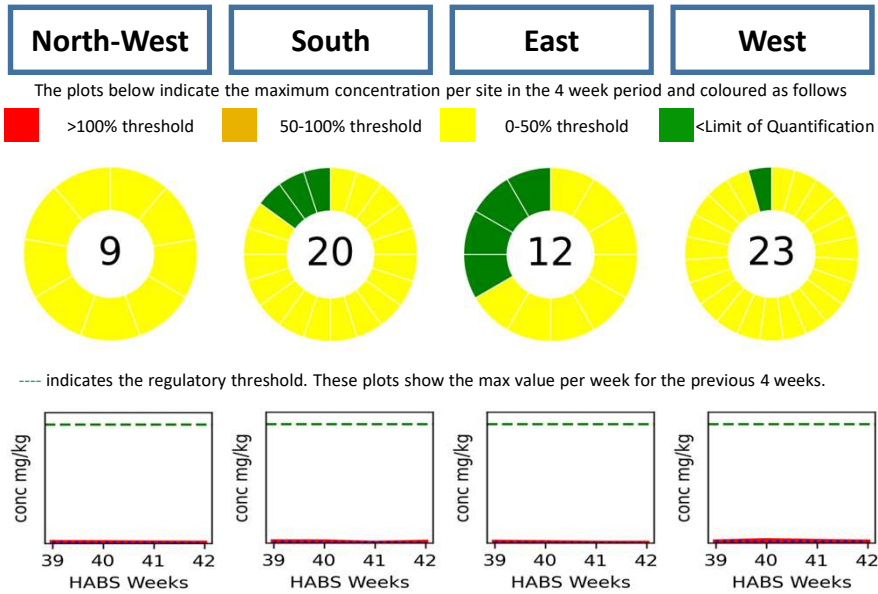 North-West South East West
The plots below indicate the maximum concentration per site in the 4 week period and coloured as follows
>100% threshold 50-100% threshold 0-50% threshold <Limit of Quantification
9 20 12 23
---- indicates the regulatory threshold. These plots show the max value per week for the previous 4 weeks.
conc mg/kg conc mg/kg conc mg/kg conc mg/kg
39 40 41 42 39 40 41 42 39 40 41 42 39 40 41 42
HABS Weeks HABS Weeks HABS Weeks HABS Weeks